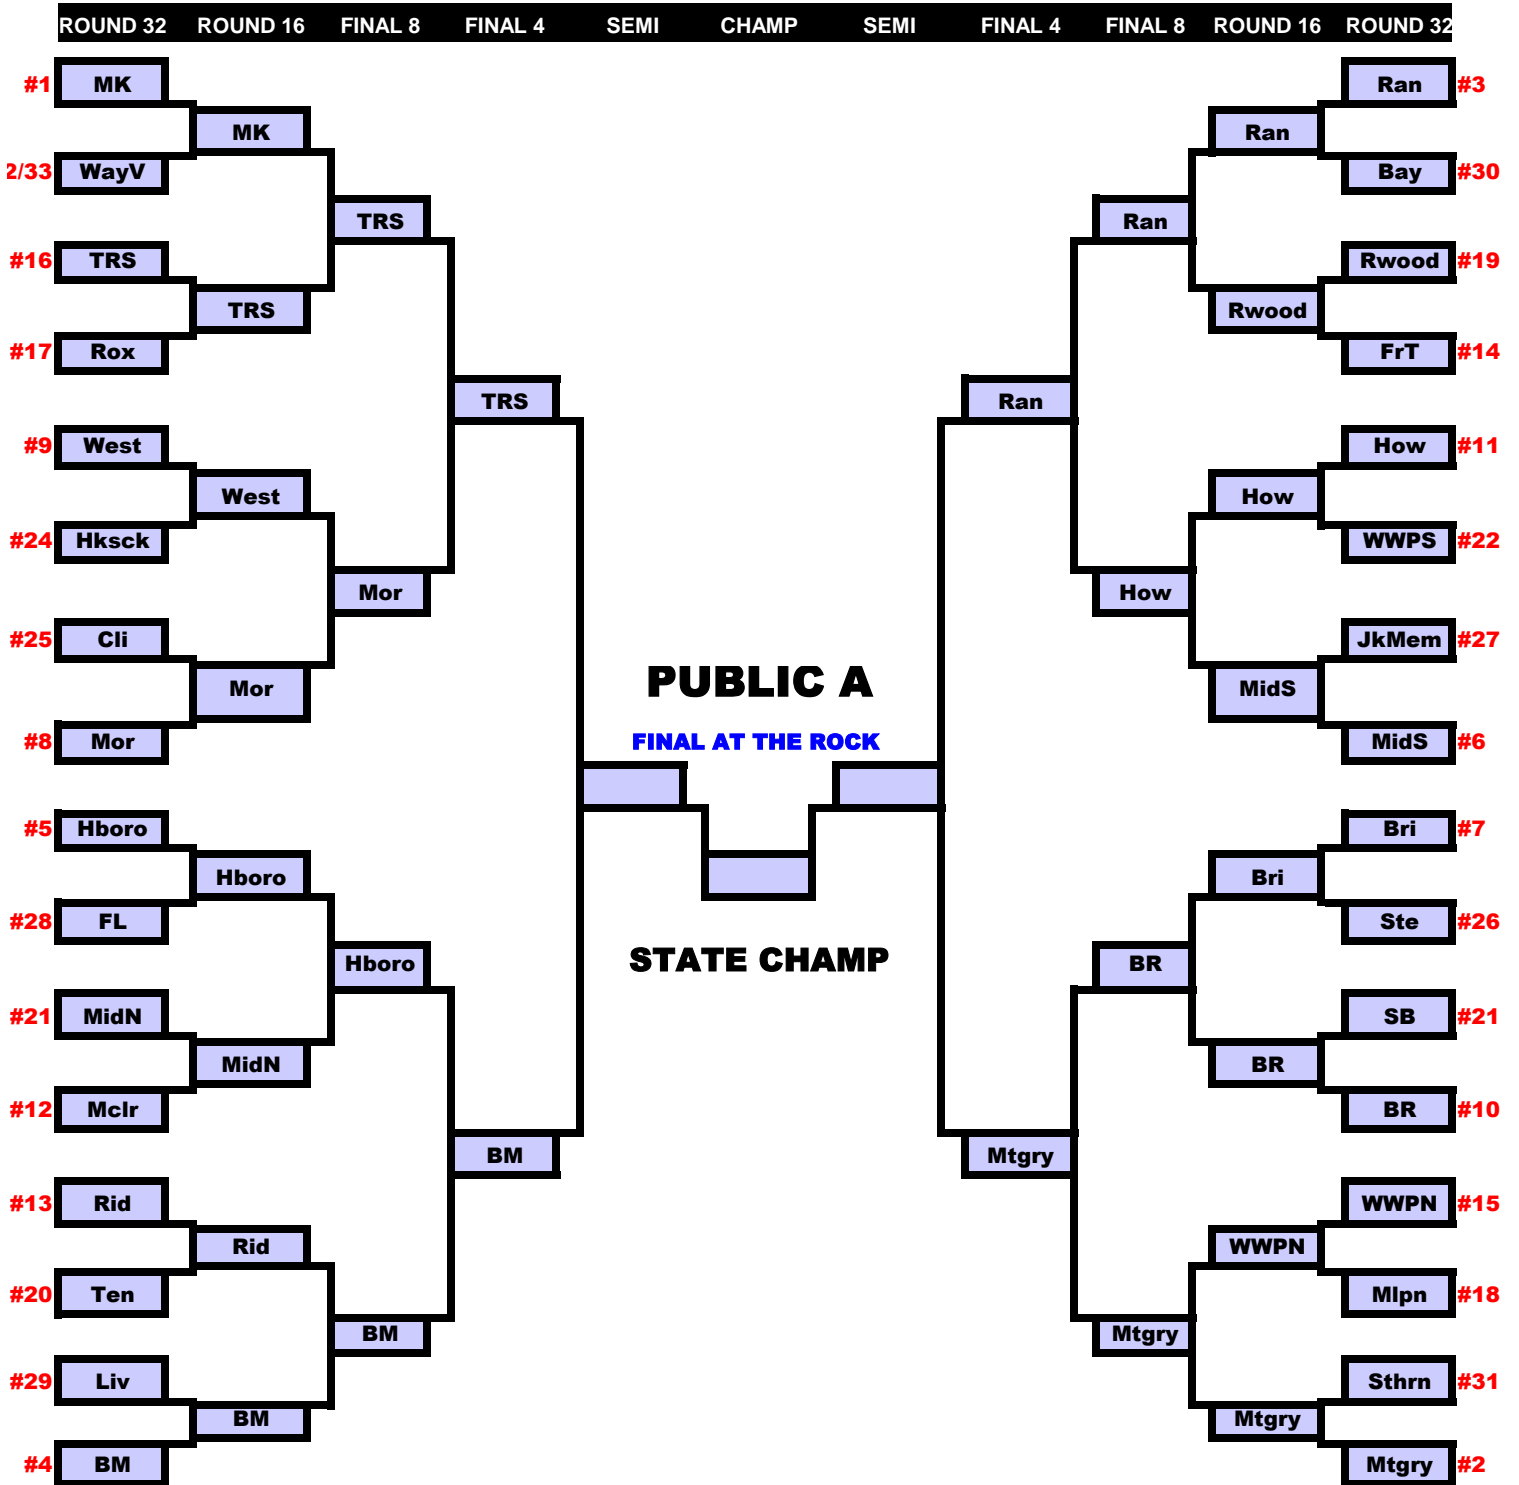 ROUND 32 ROUND 16 FINAL 8 FINAL 4 SEMI CHAMP SEMI FINAL 4 FINAL 8 ROUND 16 ROUND 32
#1 MK Ran #3
MK Ran
2/33 WayV Bay #30
TRS Ran
#16 TRS Rwood #19
TRS Rwood
#17 Rox FrT #14
TRS Ran
#9 West How #11
West How
#24 Hksck WWPS #22
Mor How
#25 Cli JkMem #27
Mor PUBLIC A MidS
#8 Mor FINAL AT THE ROCK MidS #6
#5 Hboro Bri #7
Hboro Bri
#28 FL Ste #26
Hboro STATE CHAMP BR
#21 MidN SB #21
MidN BR
#12 Mclr BR #10
BM Mtgry
#13 Rid WWPN #15
Rid WWPN
#20 Ten Mlpn #18
BM Mtgry
#29 Liv Sthrn #31
BM Mtgry
#4 BM Mtgry #2